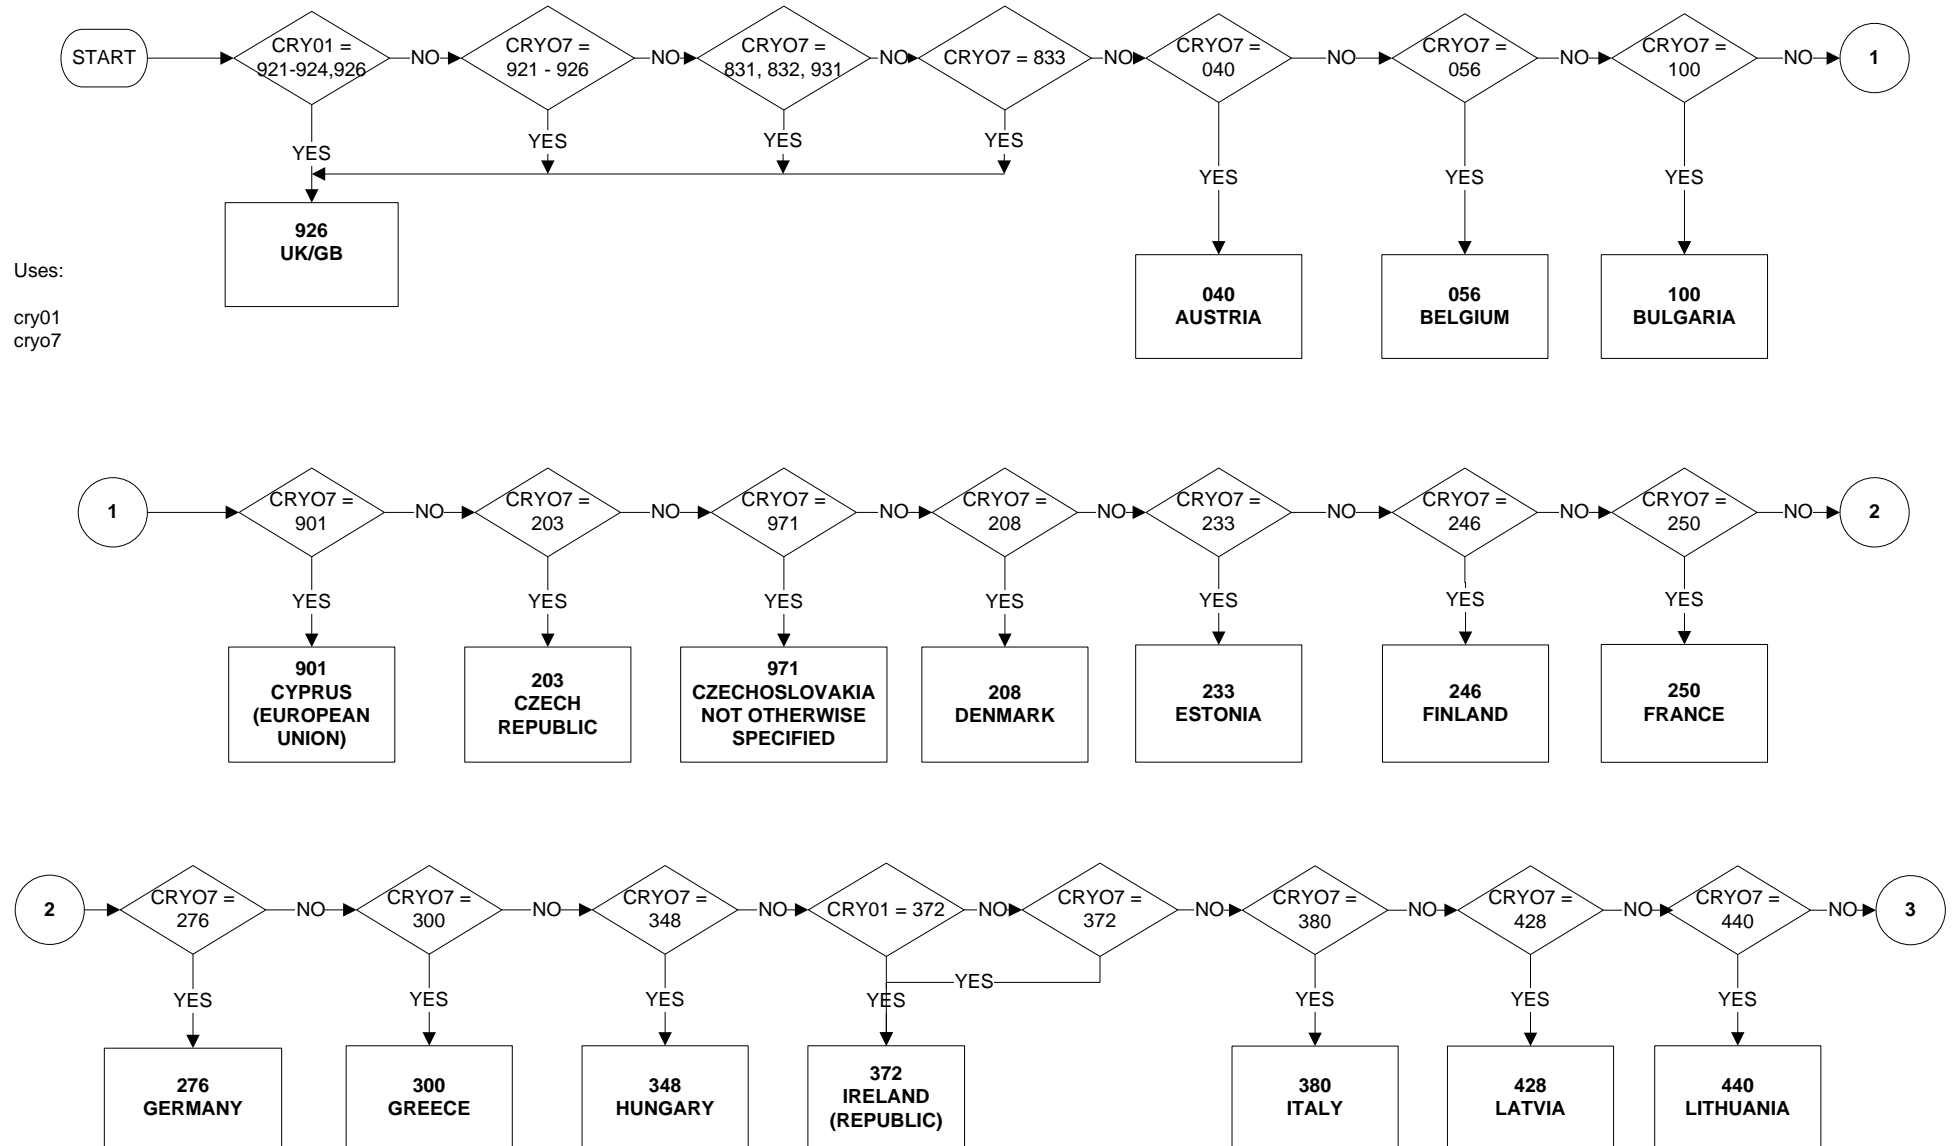 START
CRY01 =
921-924,926
NO
CRYO7 =
921 - 926
NO
CRYO7 =
831, 832, 931
NO
CRYO7 = 833
NO
CRYO7 =
040
NO
CRYO7 =
056
NO
CRYO7 =
100
NO
1
YES
YES
YES
YES
YES
YES
YES
926
UK/GB
Uses:
cry01
cryo7
040
AUSTRIA
056
BELGIUM
100
BULGARIA
1
CRYO7 =
901
NO
CRYO7 =
203
NO
CRYO7 =
971
NO
CRYO7 =
208
NO
CRYO7 =
233
NO
CRYO7 =
246
NO
CRYO7 =
250
NO
2
YES
YES
YES
YES
YES
YES
YES
901
CYPRUS
(EUROPEAN
UNION)
203
CZECH
REPUBLIC
971
CZECHOSLOVAKIA
NOT OTHERWISE
SPECIFIED
208
DENMARK
233
ESTONIA
246
FINLAND
250
FRANCE
2
CRYO7 =
276
NO
CRYO7 =
300
NO
CRYO7 =
348
NO
CRY01 = 372
NO
CRYO7 =
372
NO
CRYO7 =
380
NO
CRYO7 =
428
NO
CRYO7 =
440
NO
3
YES
YES
YES
YES
YES
YES
YES
YES
276
GERMANY
300
GREECE
348
HUNGARY
372
IRELAND
(REPUBLIC)
380
ITALY
428
LATVIA
440
LITHUANIA